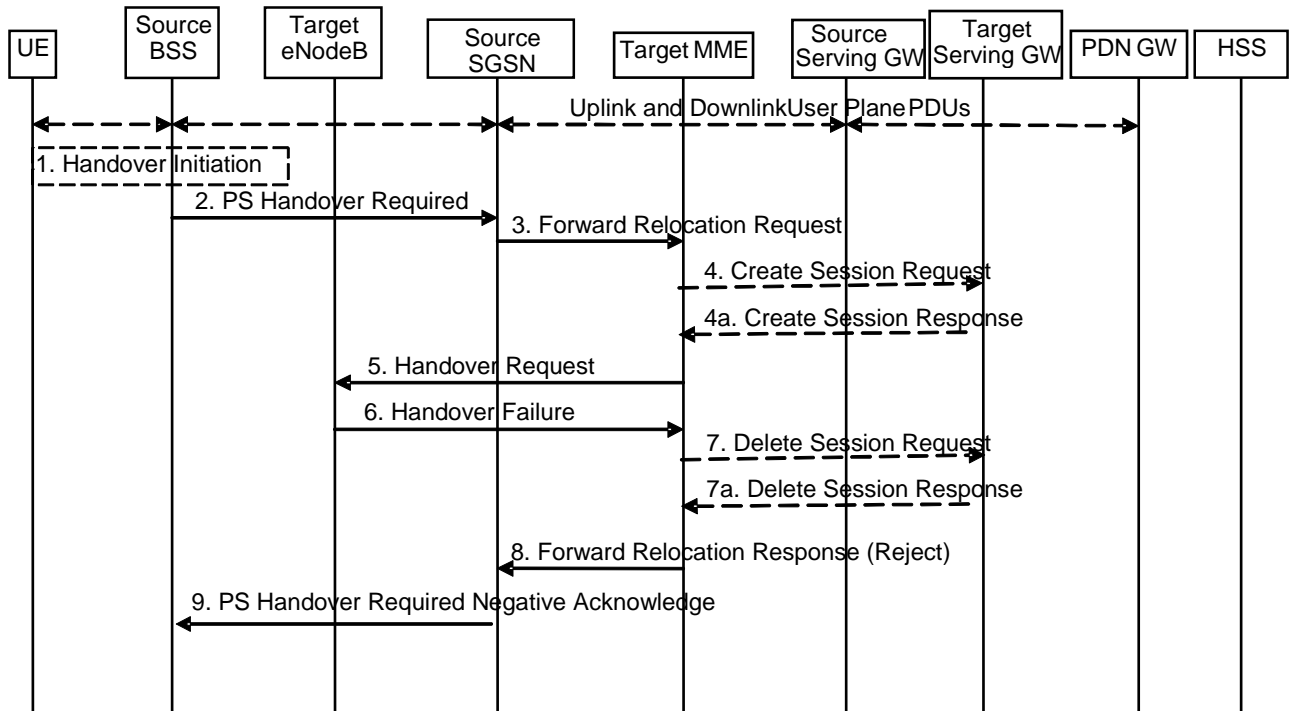 UE
Source
BSS
Target
eNodeB
Source
SGSN
Target MME
Source
Serving GW
Target
Serving GW
PDN GW
HSS
Uplink and DownlinkUser Plane PDUs
1. Handover Initiation
2. PS Handover Required
3. Forward Relocation Request
4. Create Session Request
4a. Create Session Response
5. Handover Request
6. Handover Failure
7. Delete Session Request
7a. Delete Session Response
8. Forward Relocation Response (Reject)
9. PS Handover Required Negative Acknowledge